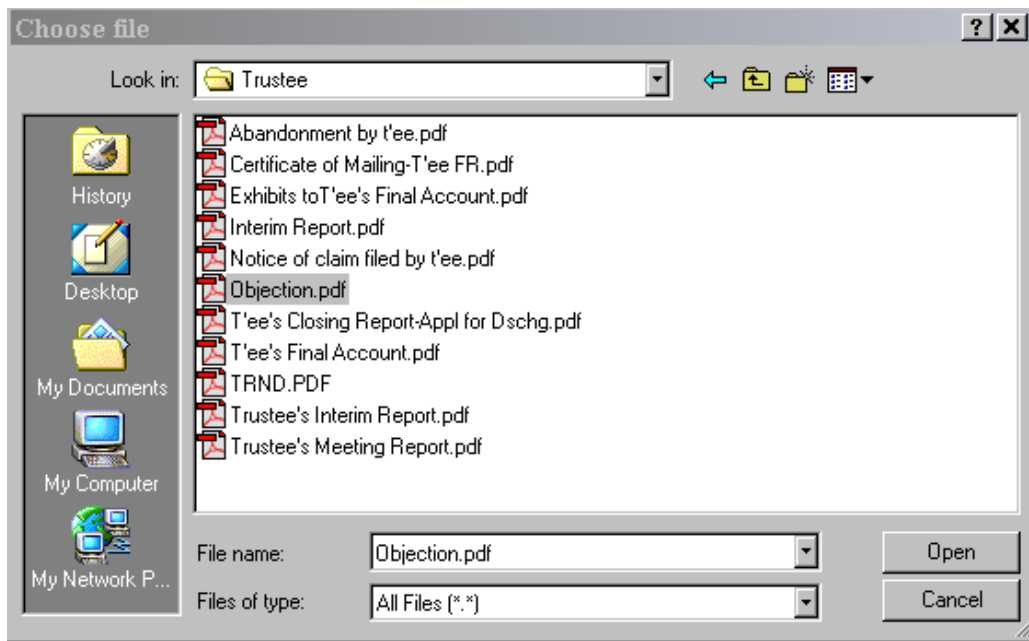 Choose file
Look in: Trustee
History
Desktop
My Documents
My Computer
My Network P...
Abandonment by t'ee.pdf
Certificate of Mailing-T'ee FR.pdf
Exhibits toT'ee's Final Account.pdf
Interim Report.pdf
Notice of claim filed by t'ee.pdf
Objection.pdf
T'ee's Closing Report-Appl for Dschg.pdf
T'ee's Final Account.pdf
TRND.PDF
Trustee's Interim Report.pdf
Trustee's Meeting Report.pdf
File name: Objection.pdf Open
Files of type: All Files (*.*) Cancel